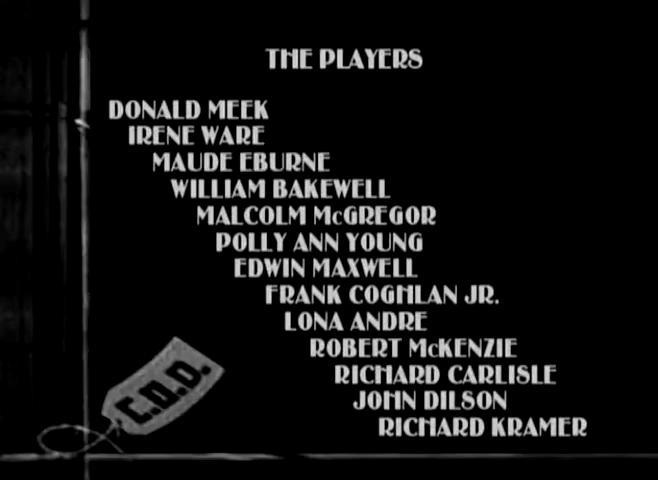 THE PLAYERS
DONALD MEEK
IRENE WARE
MAUDE EBURNE
WILLIAM BAKEWELL
MALCOLM McGREGOR
POLLY ANN YOUNG
EDWIN MAXWELL
FRANK COGHLAN JR.
LONA ANDRE
ROBERT McKENZIE
RICHARD CARLISLE
JOHN DILSON
RICHARD KRAMER
C.D.D.